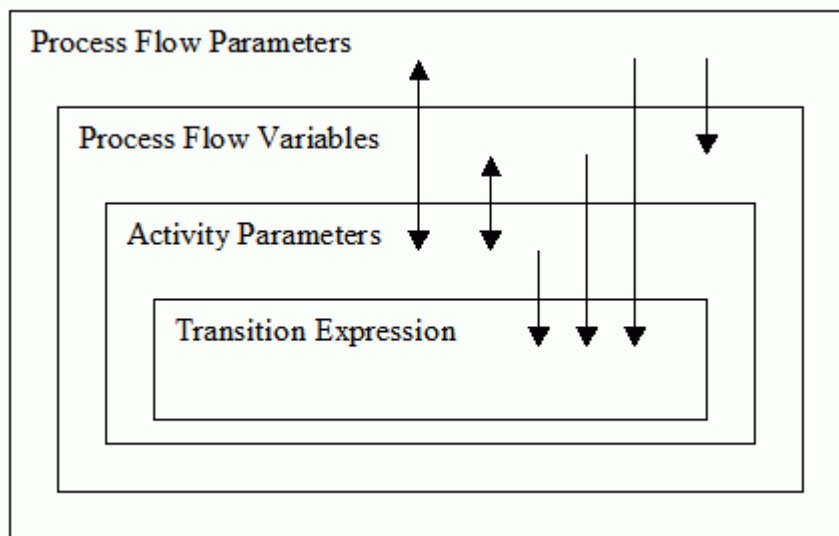 Process Flow Parameters
Process Flow Variables
Activity Parameters
Transition Expression